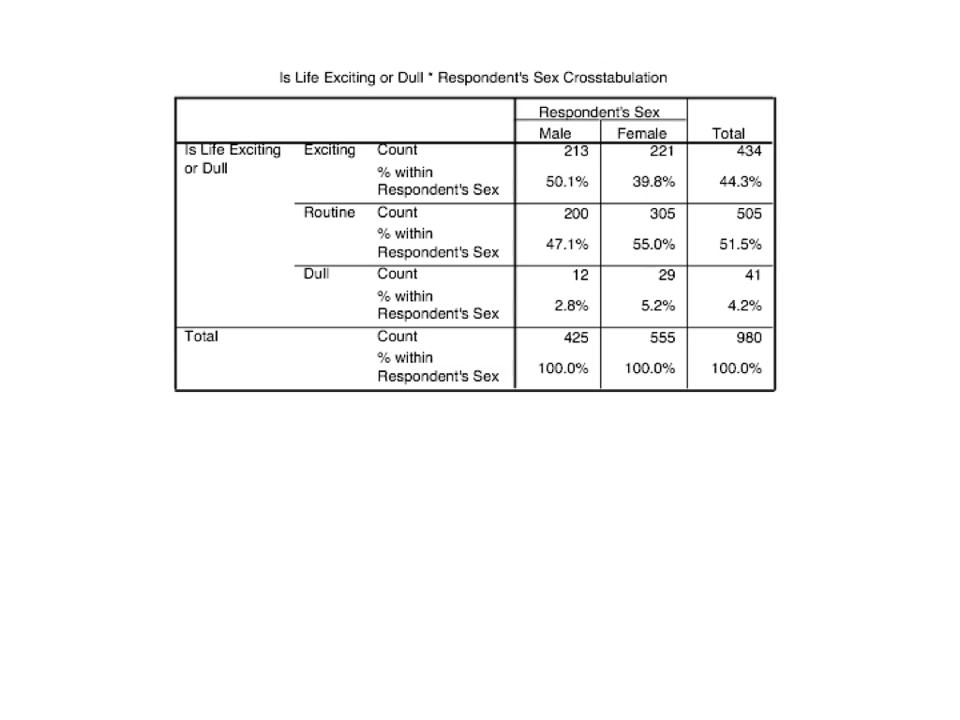 Is Life Exciting or Dull * Respondent's Sex Crosstabulation
Respondent's Sex
Male Female Total
Is Life Exciting or Dull Exciting Count 213 221 434
% within Respondent's Sex 50.1% 39.8% 44.3%
Routine Count 200 305 505
% within Respondent's Sex 47.1% 55.0% 51.5%
Dull Count 12 29 41
% within Respondent's Sex 2.8% 5.2% 4.2%
Total Count 425 555 980
% within Respondent's Sex 100.0% 100.0% 100.0%